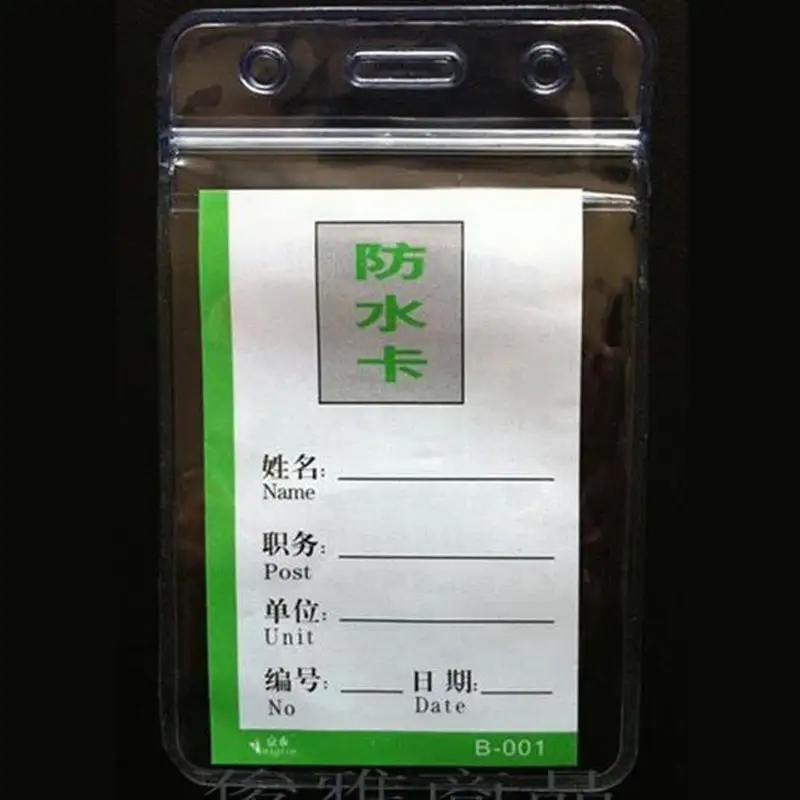 防
水
卡
姓名:
Name
职务:
Post
单位:
Unit
编号: 日期:
No Date
B-001